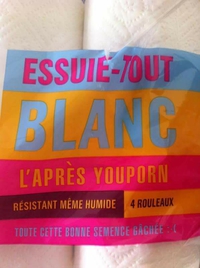 ESSUIE-TOUT
BLANC
L'APRÈS YOUPORN
RÉSISTANT MÊME HUMIDE
4 ROULEAUX
TOUTE CETTE BONNE SEMENCE GÂCHÉE :(